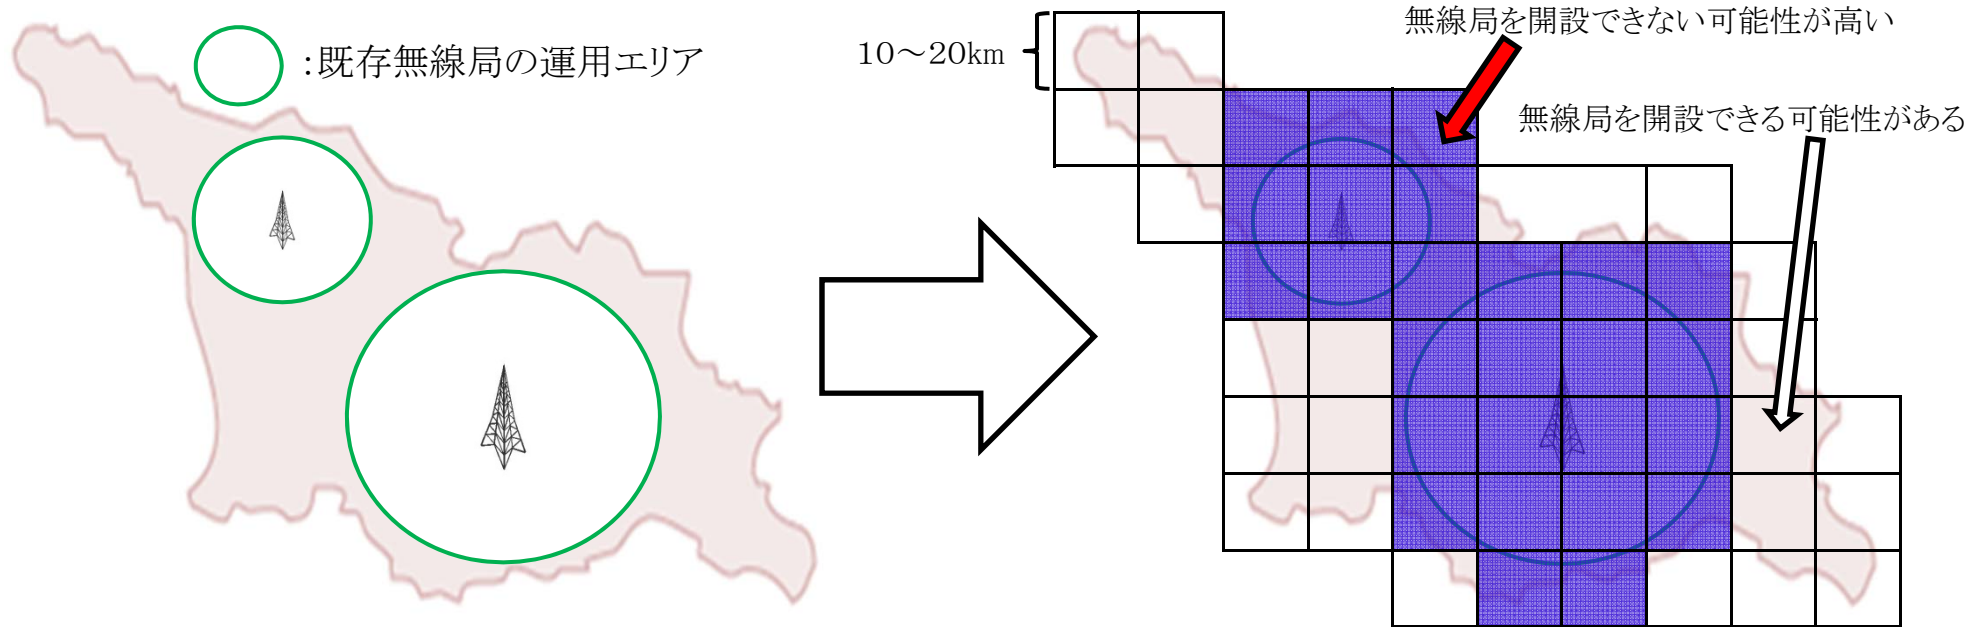 :既存無線局の運用エリア
10～20km
無線局を開設できない可能性が高い
無線局を開設できる可能性がある